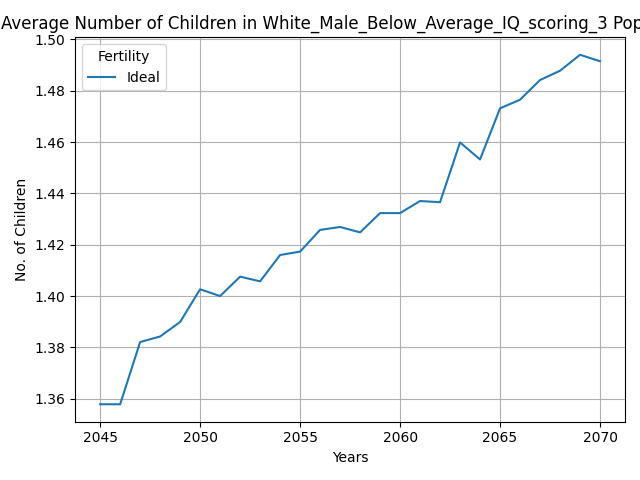 Average Number of Children in White_Male_Below_Average_IQ_scoring_3 Pop
1.50
1.48
1.46
1.44
1.42
1.40
1.38
1.36
No. of Children
Fertility
Ideal
2045 2050 2055 2060 2065 2070
Years